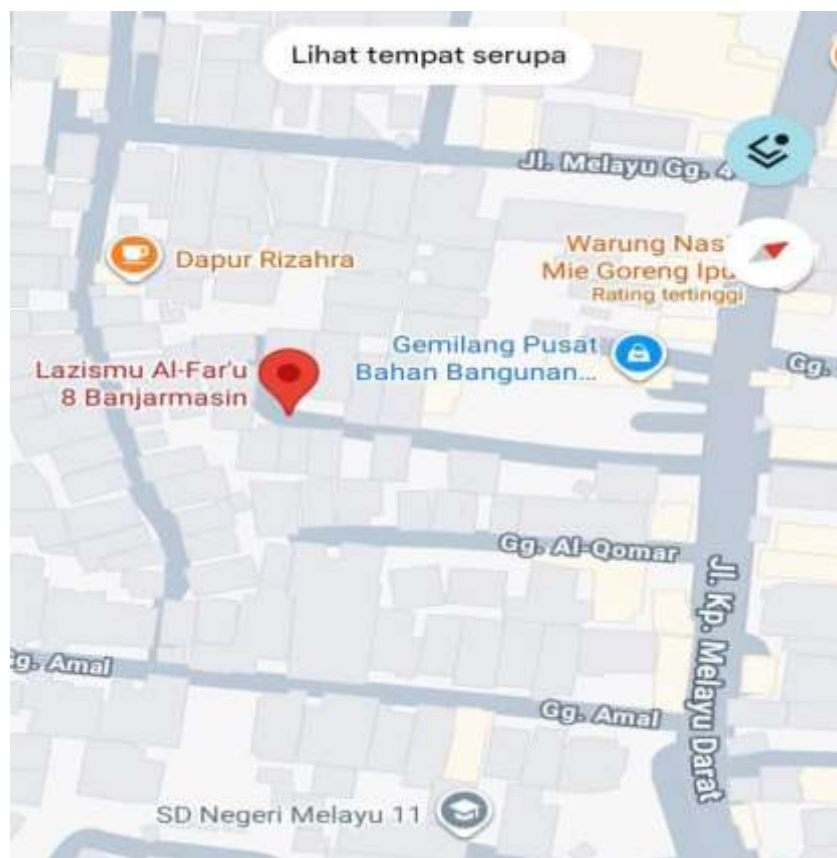 Lihat tempat serupa
Jl. Melayu Gg. 4
Dapur Rizahra
Warung Nasi
Mie Goreng Ipu
Rating tertinggi
Gemilang Pusat
Bahan Bangunan...
Gg.
Lazismu Al-Far'u
8 Banjarmasin
Gg. Al-Qomar
Jl. Kp. Melayu Darat
Gg. Amal
Gg. Amal
SD Negeri Melayu 11